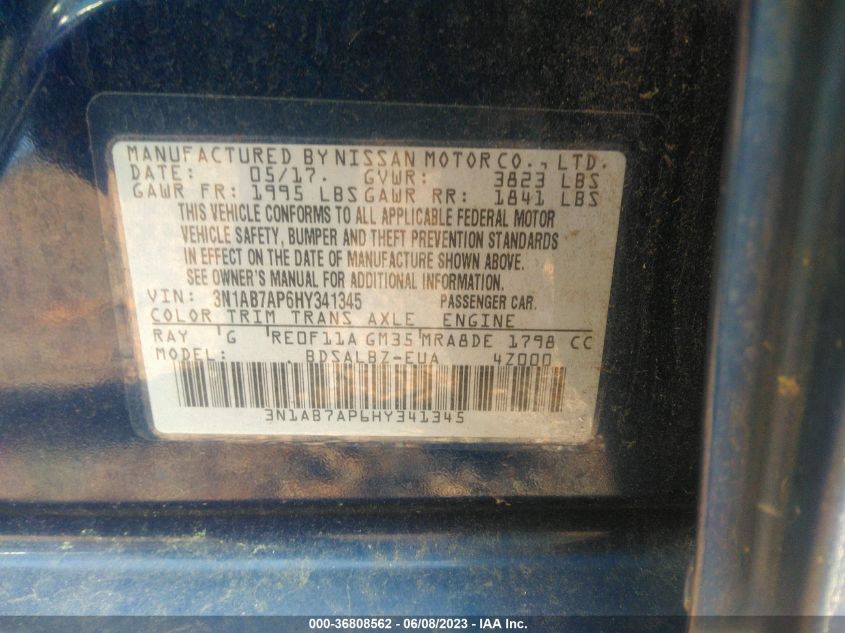 MANUFACTURED BY NISSAN MOTOR CO., LTD.
DATE: 05/17. GVWR: 3823 LBS
GAWR FR: 1995 LBS GAWR RR: 1841 LBS
THIS VEHICLE CONFORMS TO ALL APPLICABLE FEDERAL MOTOR
VEHICLE SAFETY, BUMPER AND THEFT PREVENTION STANDARDS
IN EFFECT ON THE DATE OF MANUFACTURE SHOWN ABOVE.
SEE OWNER'S MANUAL FOR ADDITIONAL INFORMATION.
VIN: 3N1AB7AP6HY341345 PASSENGER CAR.
COLOR TRIM TRANS AXLE ENGINE
RAY G RE0F11A GM35 MRA8DE 1798 CC
MODEL: BDSALBZ-EUA 4Z000
3N1AB7AP6HY341345
000-36808562 - 06/08/2023 - IAA Inc.